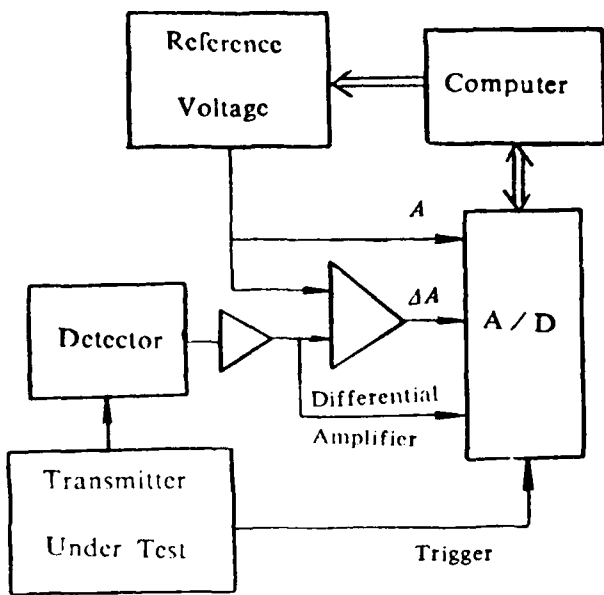 Reference
Voltage
Computer
A
ΔA
A/D
Detector
Differential
Amplifier
Transmitter
Under Test
Trigger